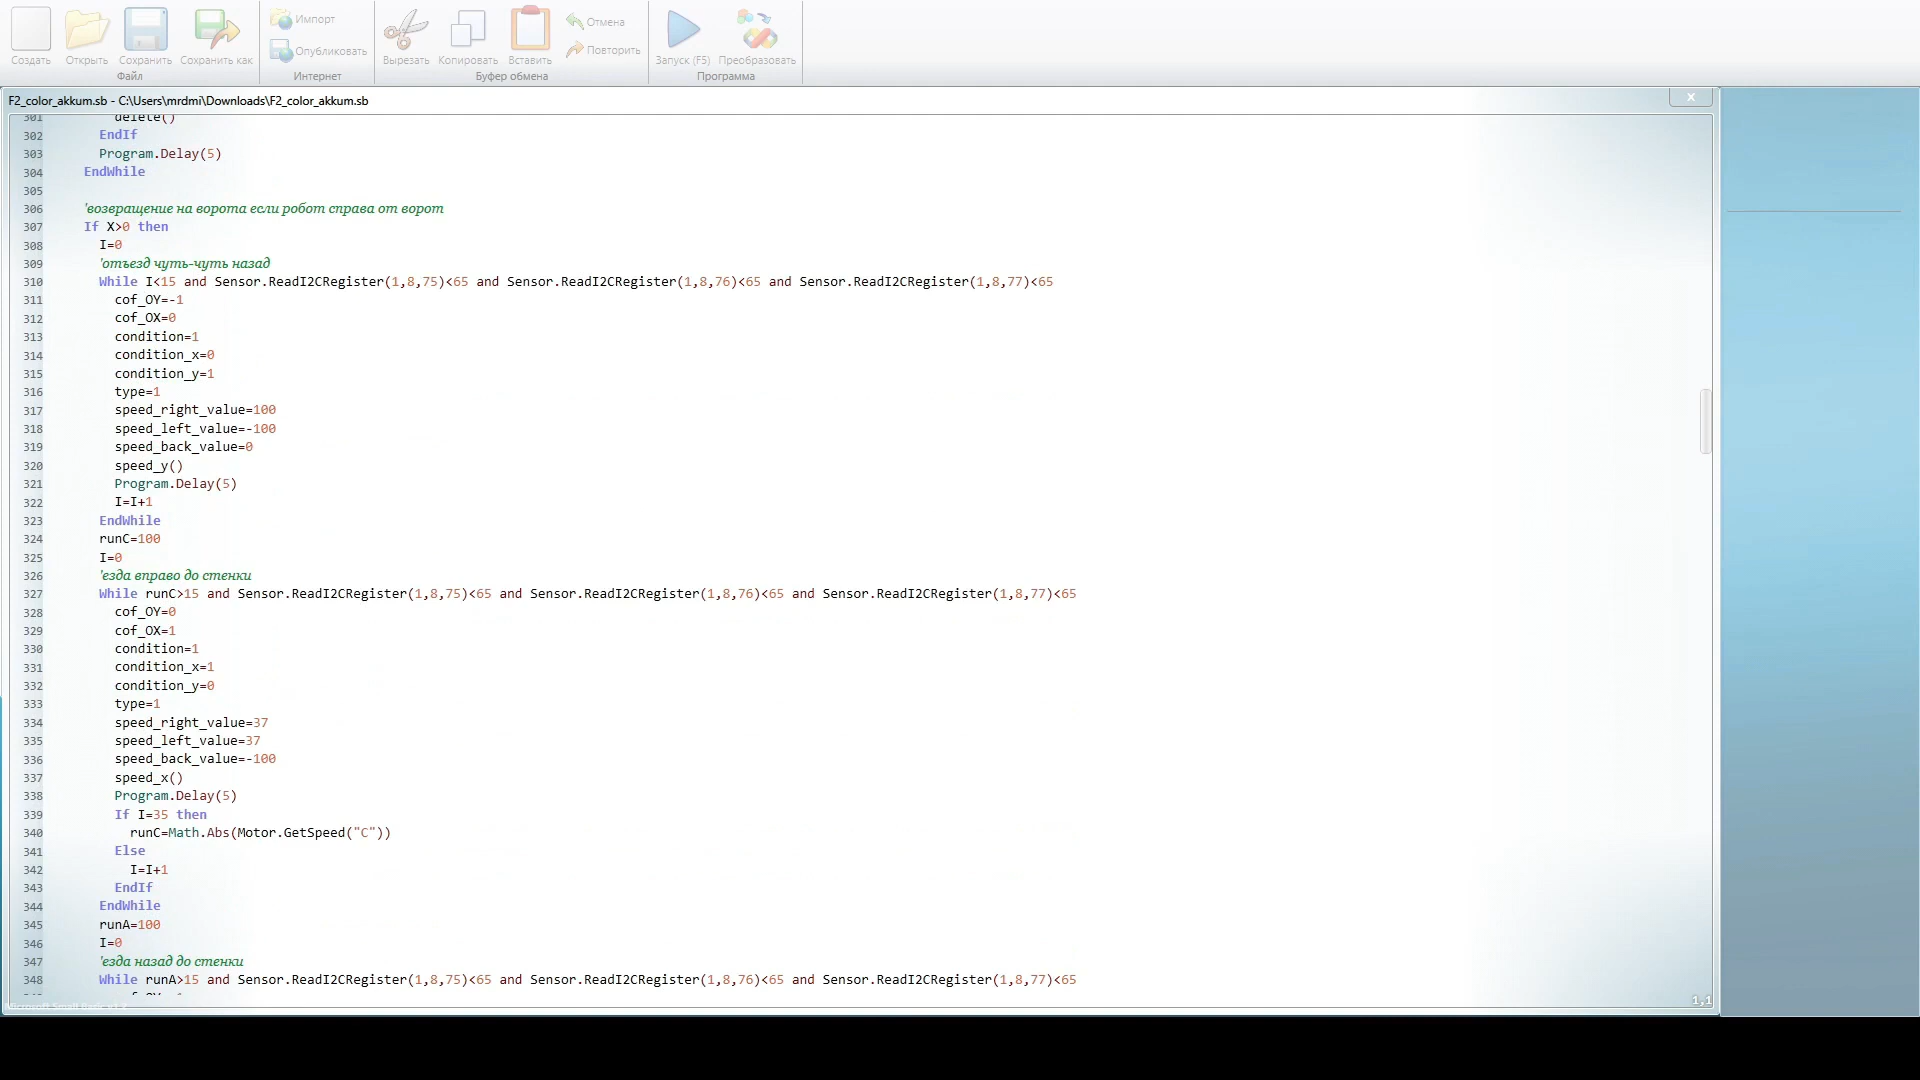 Создать
Открыть
Сохранить
Сохранить как
Файл
Импорт
Опубликовать
Интернет
Вырезать
Копировать
Вставить
Отмена
Повторить
Буфер обмена
Запуск (F5)
Преобразовать
Программа
F2_color_akkum.sb - C:\Users\mrdmi\Downloads\F2_color_akkum.sb
x
301 delete()
302 EndIf
303 Program.Delay(5)
304 EndWhile
305
306 'возвращение на ворота если робот справа от ворот
307 If X>0 then
308 I=0
309 'отъезд чуть-чуть назад
310 While I<15 and Sensor.ReadI2CRegister(1,8,75)<65 and Sensor.ReadI2CRegister(1,8,76)<65 and Sensor.ReadI2CRegister(1,8,77)<65
311 cof_OY=-1
312 cof_OX=0
313 condition=1
314 condition_x=0
315 condition_y=1
316 type=1
317 speed_right_value=100
318 speed_left_value=-100
319 speed_back_value=0
320 speed_y()
321 Program.Delay(5)
322 I=I+1
323 EndWhile
324 runC=100
325 I=0
326 'езда вправо до стенки
327 While runC>15 and Sensor.ReadI2CRegister(1,8,75)<65 and Sensor.ReadI2CRegister(1,8,76)<65 and Sensor.ReadI2CRegister(1,8,77)<65
328 cof_OY=0
329 cof_OX=1
330 condition=1
331 condition_x=1
332 condition_y=0
333 type=1
334 speed_right_value=37
335 speed_left_value=37
336 speed_back_value=-100
337 speed_x()
338 Program.Delay(5)
339 If I=35 then
340 runC=Math.Abs(Motor.GetSpeed("C"))
341 Else
342 I=I+1
343 EndIf
344 EndWhile
345 runA=100
346 I=0
347 'езда назад до стенки
348 While runA>15 and Sensor.ReadI2CRegister(1,8,75)<65 and Sensor.ReadI2CRegister(1,8,76)<65 and Sensor.ReadI2CRegister(1,8,77)<65
1,1